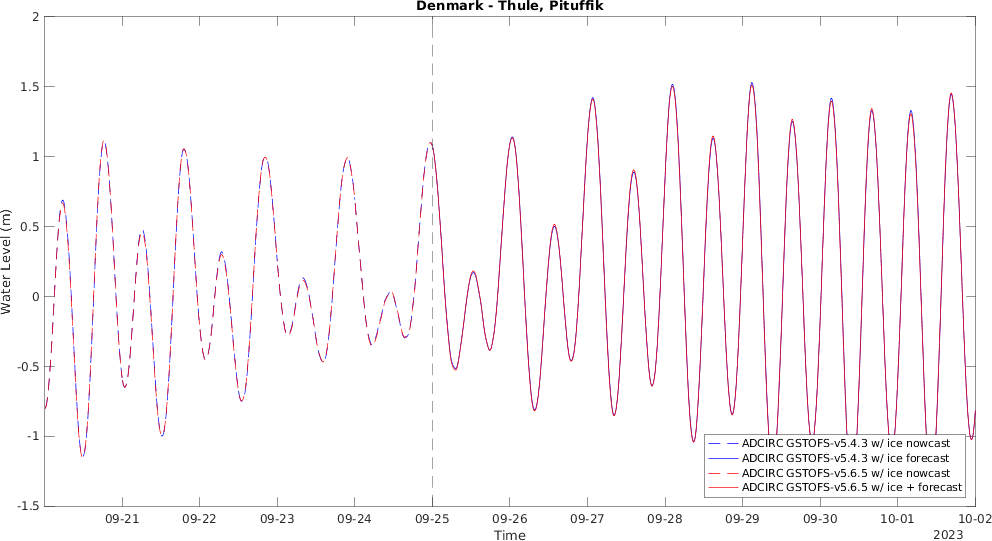 Denmark - Thule, Pituffik
2
1.5
1
0.5
0
-0.5
-1
-1.5
Water Level (m)
ADCIRC GSTOFS-v5.4.3 w/ ice nowcast
ADCIRC GSTOFS-v5.4.3 w/ ice forecast
ADCIRC GSTOFS-v5.6.5 w/ ice nowcast
ADCIRC GSTOFS-v5.6.5 w/ ice + forecast
09-21 09-22 09-23 09-24 09-25 09-26 09-27 09-28 09-29 09-30 10-01 10-02
Time
2023